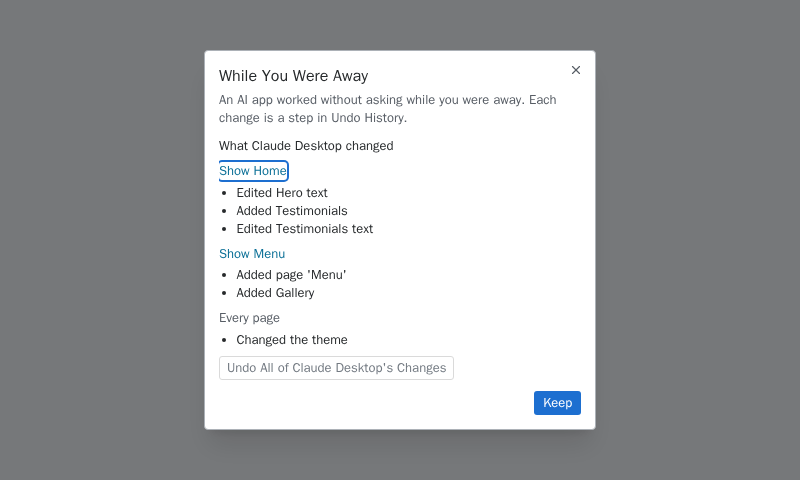 While You Were Away
An AI app worked without asking while you were away. Each
change is a step in Undo History.
What Claude Desktop changed
Show Home
• Edited Hero text
• Added Testimonials
• Edited Testimonials text
Show Menu
• Added page 'Menu'
• Added Gallery
Every page
• Changed the theme
Undo All of Claude Desktop's Changes
Keep